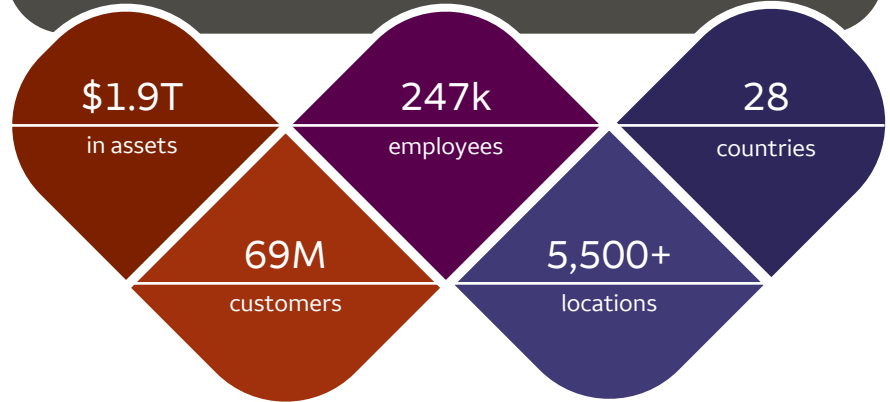 $1.9T
in assets
247k
employees
28
countries
69M
customers
5,500+
locations